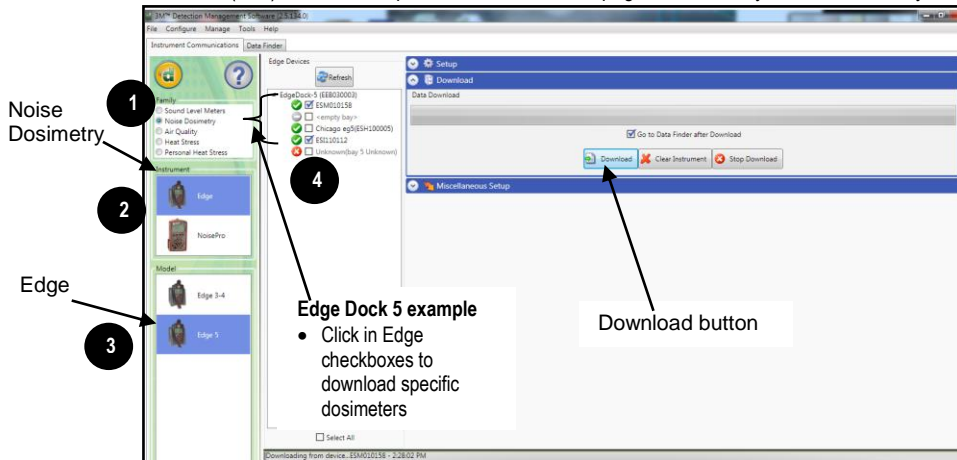 3M™ Detection Management Software (2.5.134.0)
File Configure Manage Tools Help
Instrument Communications Data Finder
Family
Sound Level Meters
Noise Dosimetry
Air Quality
Heat Stress
Personal Heat Stress
Instrument
Edge
NoisePro
Model
Edge 3-4
Edge 5
Edge Devices
Refresh
EdgeDock-5 (EEB030003)
ESM010158
<empty bay>
Chicago eg5(ESH100005)
ESI110112
Unknown(bay 5 Unknown)
Select All
Setup
Download
Data Download
Go to Data Finder after Download
Download Clear Instrument Stop Download
Miscellaneous Setup
Downloading from device...ESM010158 - 2:28:02 PM
Noise
Dosimetry
Edge
1
2
3
4
Edge Dock 5 example
• Click in Edge
checkboxes to
download specific
dosimeters
Download button